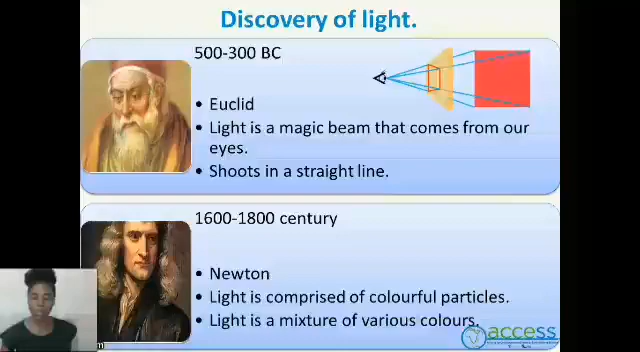 Discovery of light.
500-300 BC
• Euclid
• Light is a magic beam that comes from our
eyes.
• Shoots in a straight line.
1600-1800 century
• Newton
• Light is comprised of colourful particles.
• Light is a mixture of various colours.
access